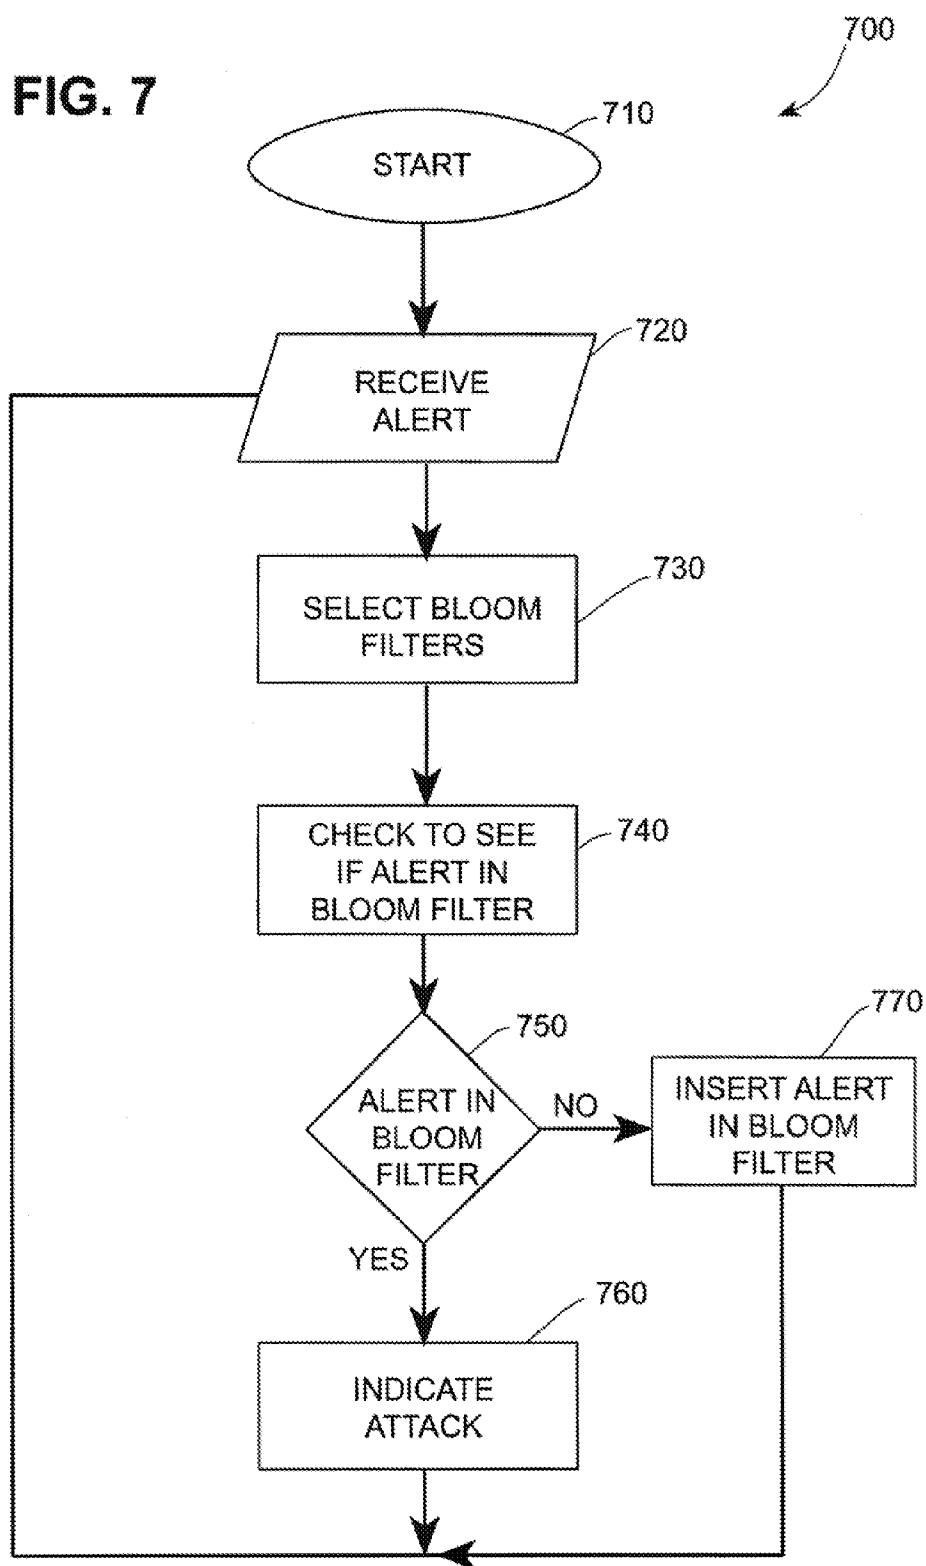 700
FIG. 7
710
START
720
RECEIVE
ALERT
730
SELECT BLOOM
FILTERS
740
CHECK TO SEE
IF ALERT IN
BLOOM FILTER
750
ALERT IN
BLOOM
FILTER
NO
770
INSERT ALERT
IN BLOOM
FILTER
YES
760
INDICATE
ATTACK